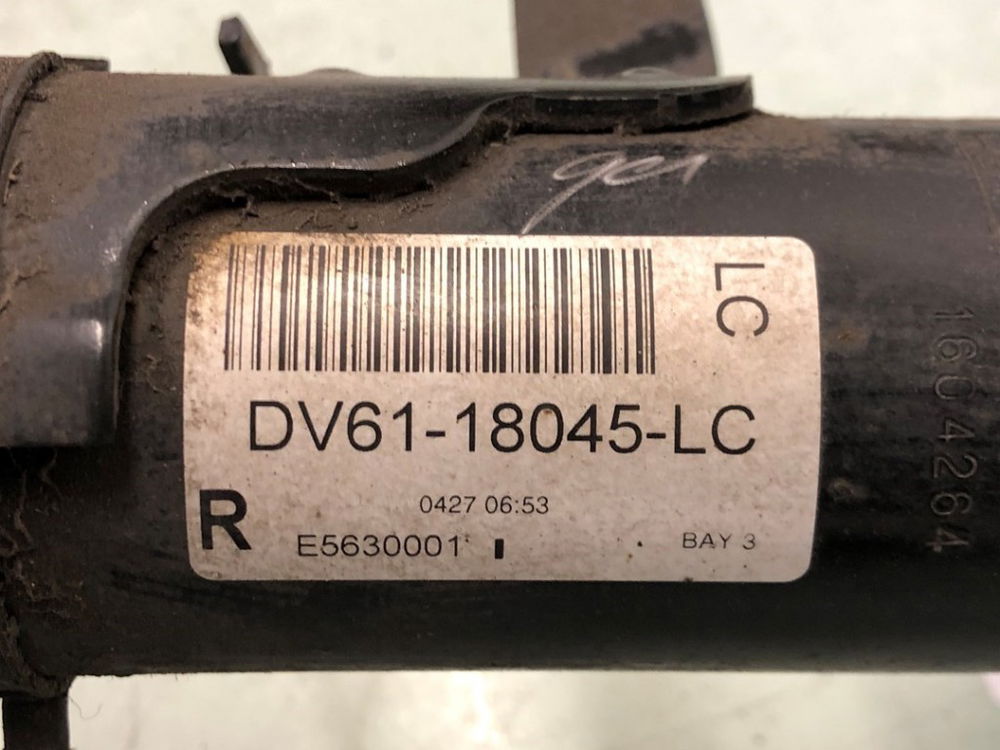 LC
DV61-18045-LC
R
0427 06:53
E5630001
BAY 3
1604264